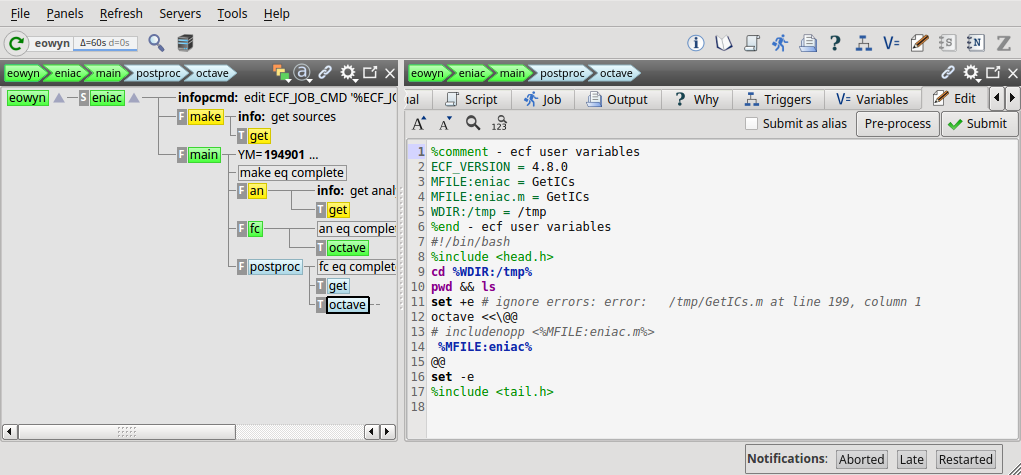 File Panels Refresh Servers Tools Help
eowyn Δ=60s d=0s
eowyn eniac main postproc octave
eowyn S eniac infopcmd: edit ECF_JOB_CMD '%ECF_JC
F make info: get sources
T get
F main YM=194901 ...
make eq complete
F an info: get anal
T get
F fc an eq comple
T octave
F postproc fc eq complet
T get
T octave
eowyn eniac main postproc octave
ual Script Job Output ? Why Triggers V= Variables Edit
A A 123 Submit as alias Pre-process Submit
1 %comment - ecf user variables
2 ECF_VERSION = 4.8.0
3 MFILE:eniac = GetICs
4 MFILE:eniac.m = GetICs
5 WDIR:/tmp = /tmp
6 %end - ecf user variables
7 #!/bin/bash
8 %include <head.h>
9 cd %WDIR:/tmp%
10 pwd && ls
11 set +e # ignore errors: error:   /tmp/GetICs.m at line 199, column 1
12 octave <<\@@
13 # includenopp <%MFILE:eniac.m%>
14  %MFILE:eniac%
15 @@
16 set -e
17 %include <tail.h>
18
Notifications: Aborted Late Restarted